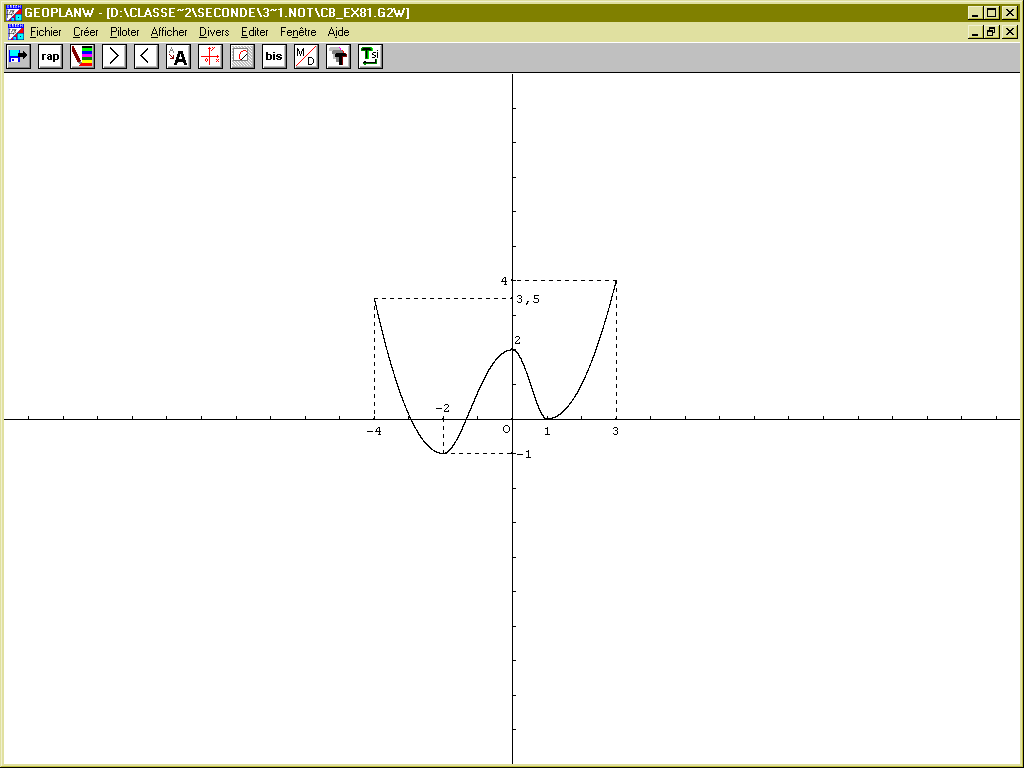 GEOPLANW - [D:\CLASSE~2\SECONDE\3~1.NOT\CB_EX81.G2W]
Fichier Créer Piloter Afficher Divers Editer Fenêtre Aide
rap > < A bis M/D Ts
4
3,5
2
-2
-4 O 1 3
-1